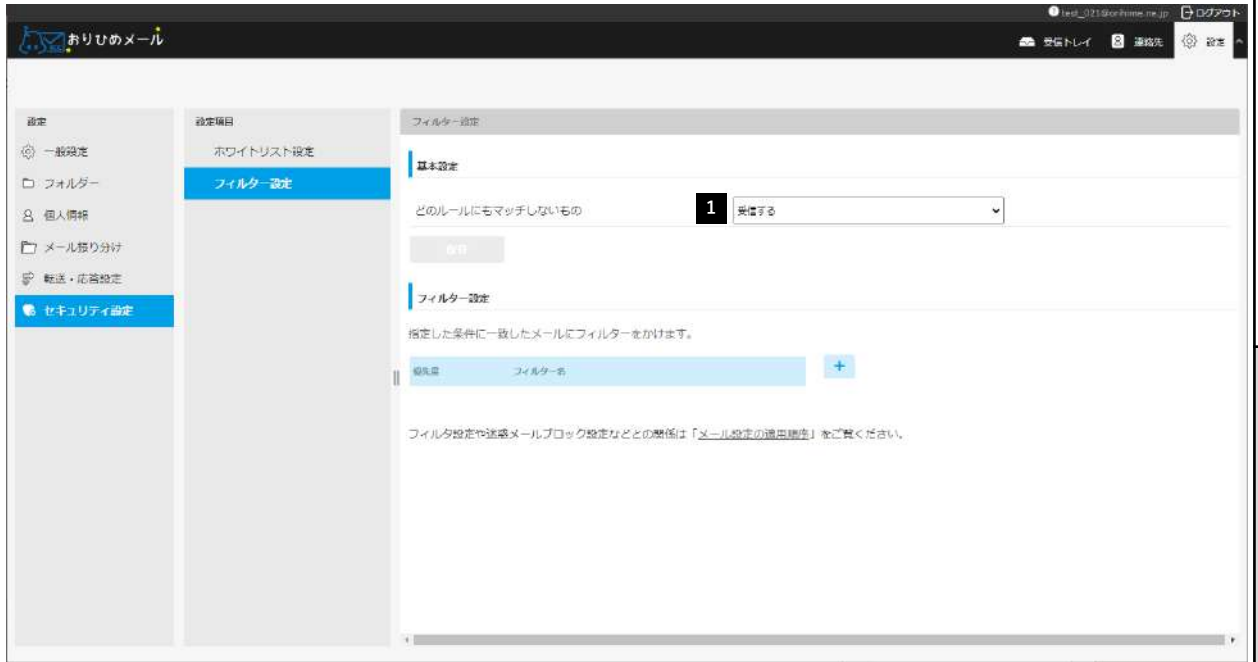 test_021@orihime.ne.jp ログアウト
おりひめメール
受信トレイ 連絡先 設定
設定
一般設定
フォルダー
個人情報
メール振り分け
転送・応答設定
セキュリティ設定
設定項目
ホワイトリスト設定
フィルター設定
フィルター設定
基本設定
どのルールにもマッチしないもの 1 受信する
フィルター設定
指定した条件に一致したメールにフィルターをかけます。
優先度 フィルター名 +
フィルタ設定や迷惑メールブロック設定などとの関係は「メール設定の適用順序」をご覧ください。